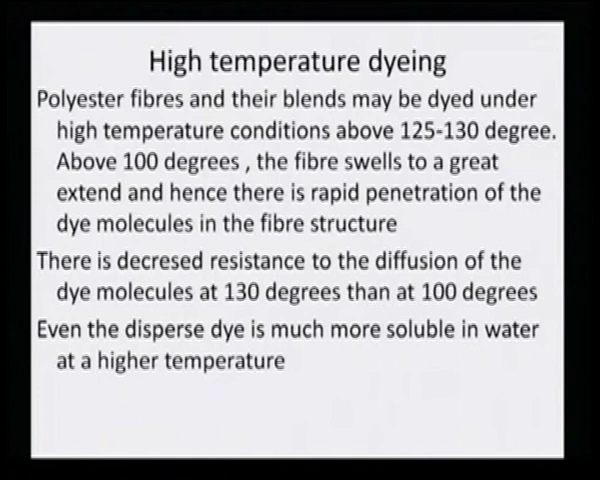 High temperature dyeing
Polyester fibres and their blends may be dyed under
high temperature conditions above 125-130 degree.
Above 100 degrees , the fibre swells to a great
extend and hence there is rapid penetration of the
dye molecules in the fibre structure
There is decresed resistance to the diffusion of the
dye molecules at 130 degrees than at 100 degrees
Even the disperse dye is much more soluble in water
at a higher temperature